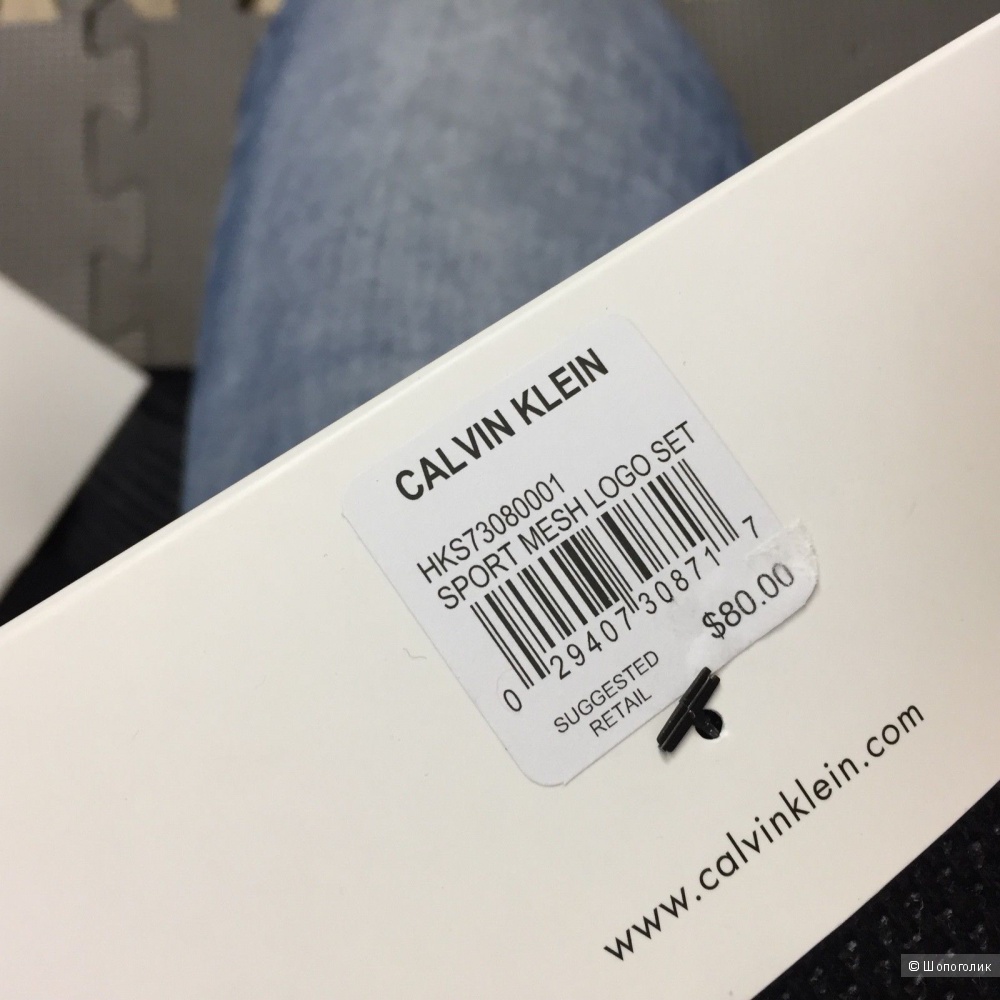 CALVIN KLEIN
HKS73080001
SPORT MESH LOGO SET
0 29407 30871 7
$80.00
SUGGESTED
RETAIL
www.calvinklein.com
© Шопоголик